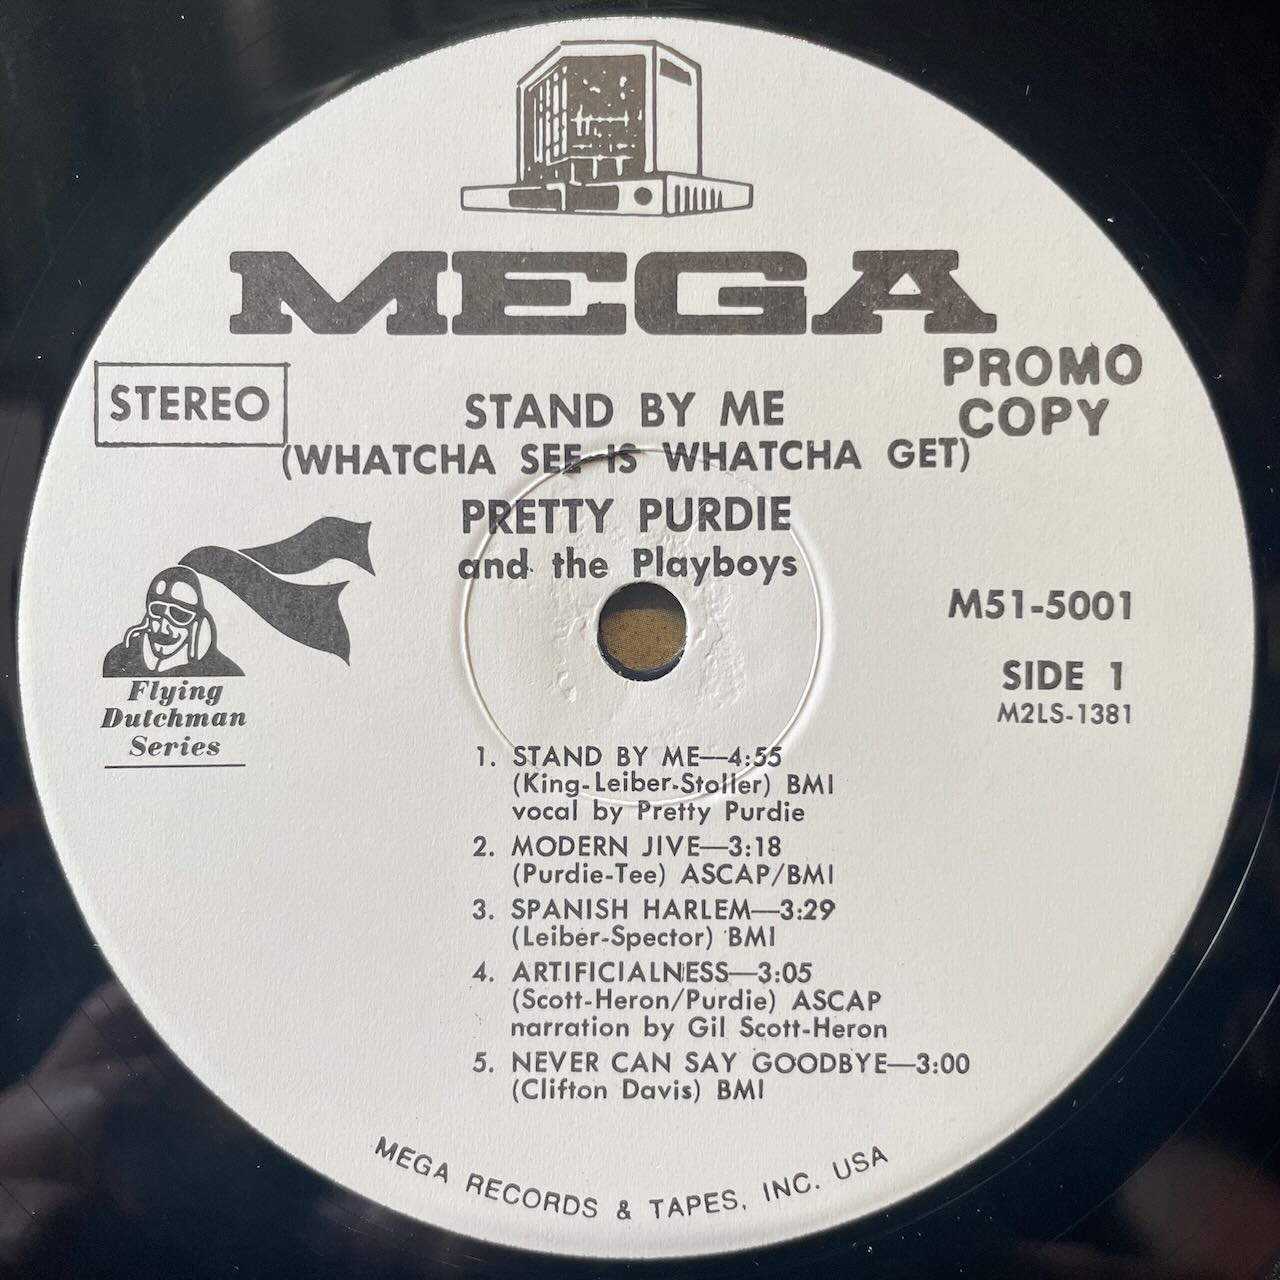 MEGA
STEREO
PROMO
COPY
STAND BY ME
(WHATCHA SEE IS WHATCHA GET)
PRETTY PURDIE
and the Playboys
M51-5001
SIDE 1
M2LS-1381
Flying
Dutchman
Series
1. STAND BY ME—4:55
(King-Leiber-Stoller) BMI
vocal by Pretty Purdie
2. MODERN JIVE—3:18
(Purdie-Tee) ASCAP/BMI
3. SPANISH HARLEM—3:29
(Leiber-Spector) BMI
4. ARTIFICIALNESS—3:05
(Scott-Heron/Purdie) ASCAP
narration by Gil Scott-Heron
5. NEVER CAN SAY GOODBYE—3:00
(Clifton Davis) BMI
MEGA RECORDS & TAPES, INC. USA